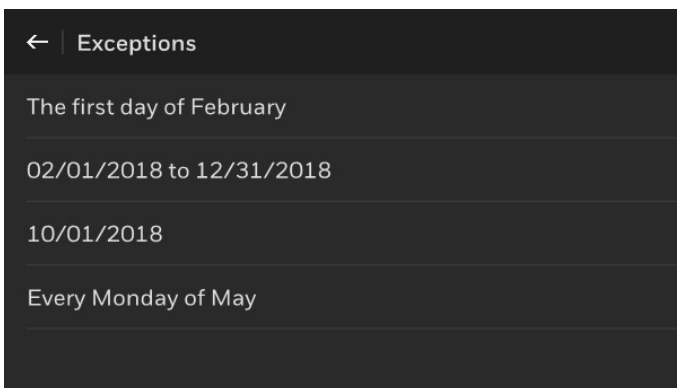 Exceptions
The first day of February
02/01/2018 to 12/31/2018
10/01/2018
Every Monday of May